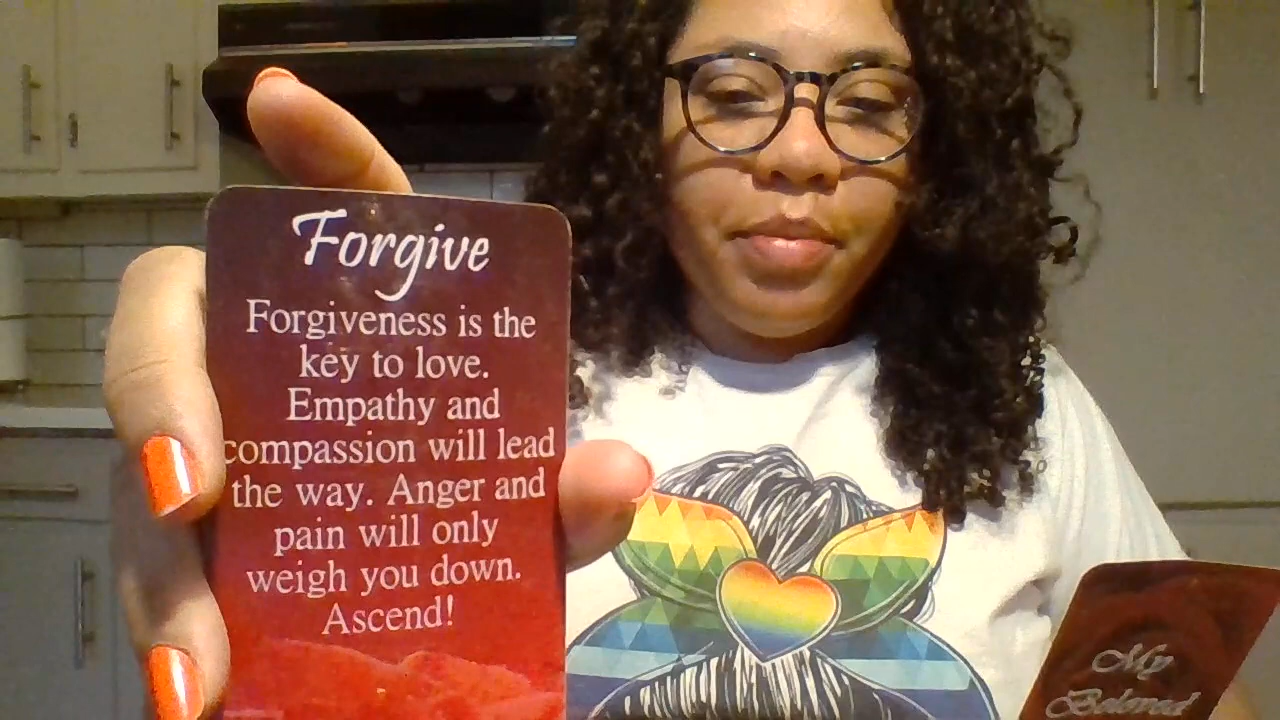 Forgive
Forgiveness is the
key to love.
Empathy and
compassion will lead
the way. Anger and
pain will only
weigh you down.
Ascend!
My
Beloved